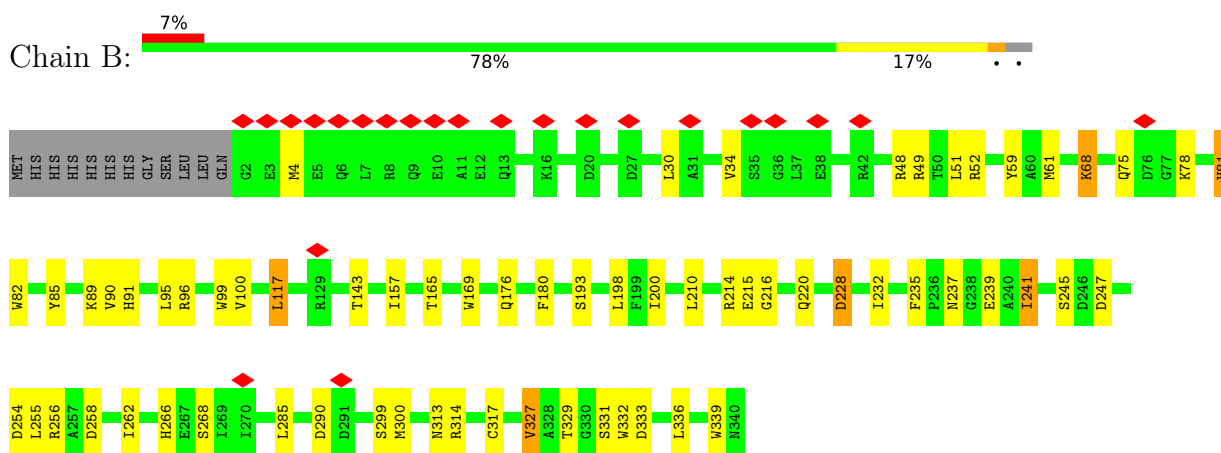 7%
Chain B:
78% 17% • •
MET HIS HIS HIS HIS HIS HIS GLY SER LEU LEU GLN G2 E3 M4 E5 Q6 L7 R8 Q9 E10 A11 E12 Q13 K16 D20 D27 L30 A31 V34 S35 G36 L37 E38 R42 R48 R49 T50 L51 R52 Y59 A60 M61 K68 Q75 D76 G77 K78
W82 Y85 K89 V90 H91 L95 R96 W99 V100 L117 R129 T143 I157 T165 W169 Q176 F180 S193 L198 F199 I200 L210 R214 E215 G216 Q220 D228 I232 F235 P236 N237 G238 E239 A240 I241 S245 D246 D247
D254 L255 R256 A257 D258 I262 H266 E267 S268 I269 I270 L285 D290 D291 S299 M300 N313 R314 C317 V327 A328 T329 G330 S331 W332 D333 L336 W339 N340